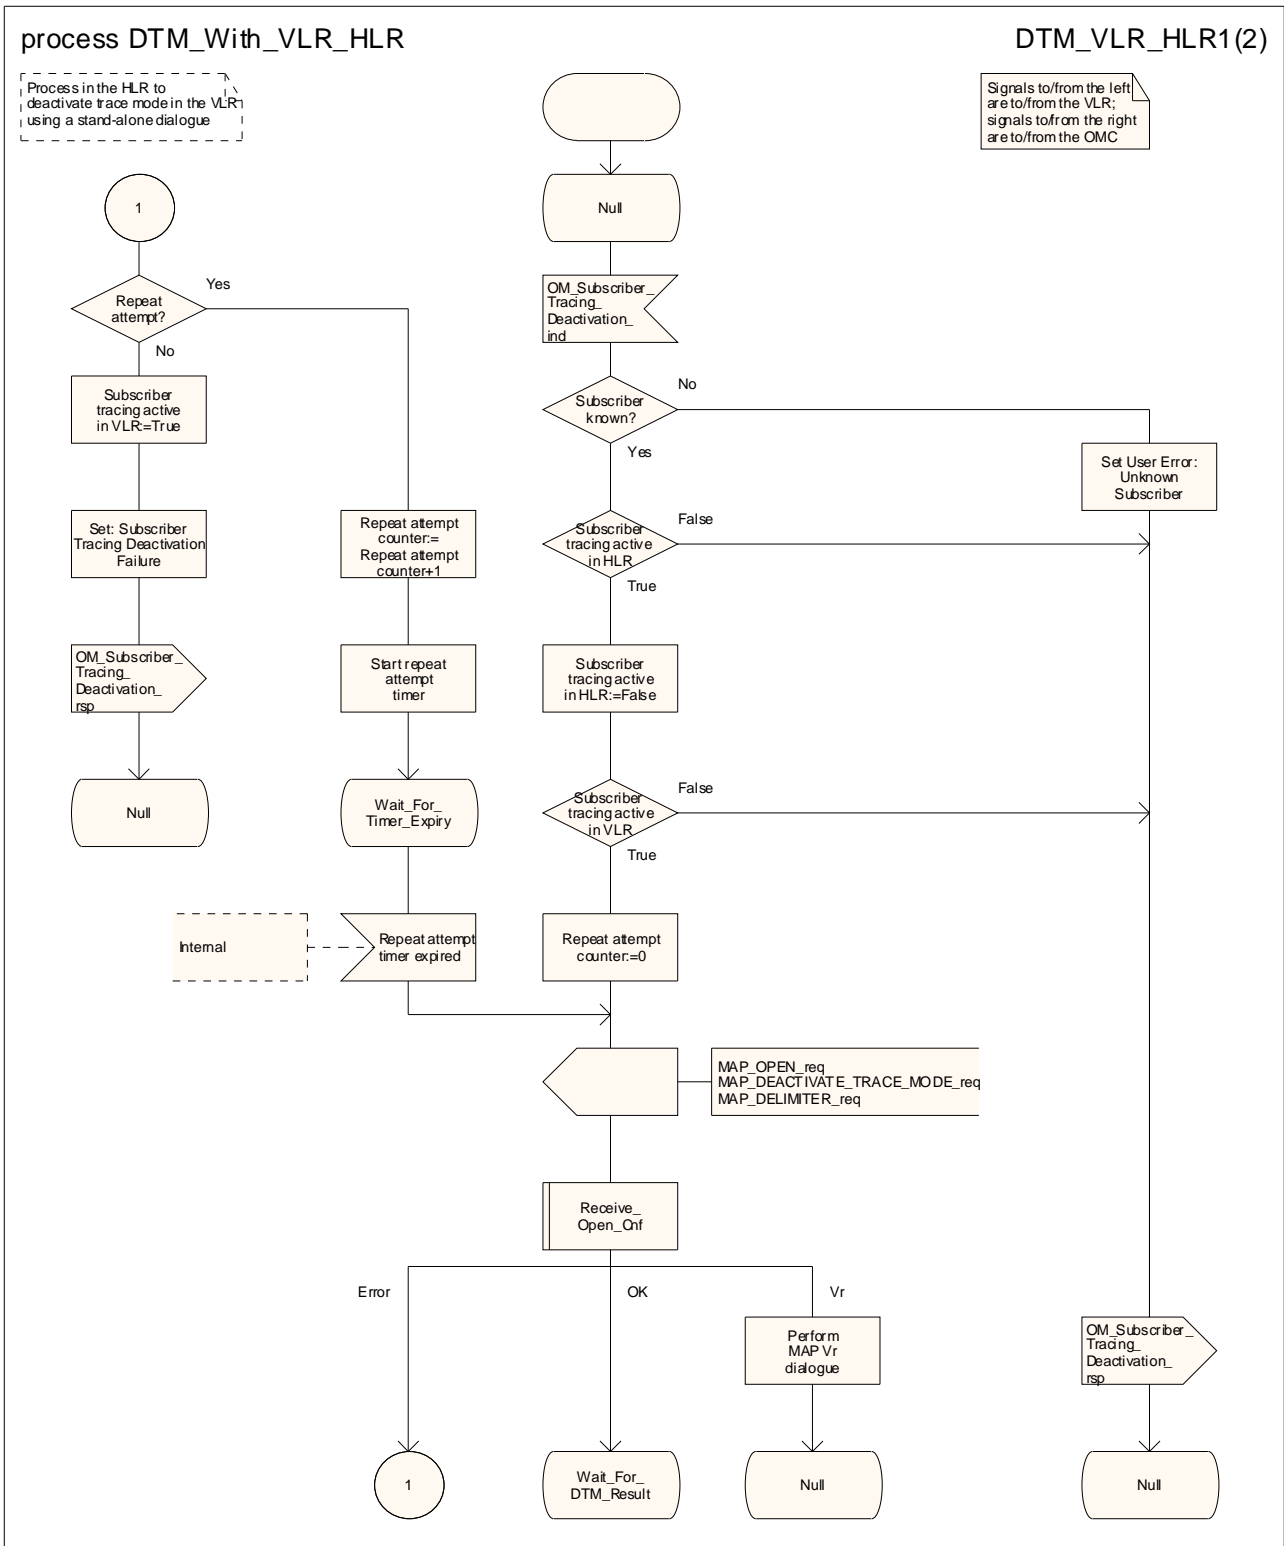 process DTM_With_VLR_HLR
DTM_VLR_HLR1(2)
Process in the HLR to
deactivate trace mode in the VLR
using a stand-alone dialogue
Signals to/from the left
are to/from the VLR;
signals to/from the right
are to/from the OMC
1
Null
Repeat
attempt?
Yes
No
OM_Subscriber_
Tracing_
Deactivation_
ind
Subscriber
tracing active
in VLR:=True
Subscriber
known?
No
Yes
Set User Error:
Unknown
Subscriber
Set: Subscriber
Tracing Deactivation
Failure
Repeat attempt
counter:=
Repeat attempt
counter+1
Subscriber
tracing active
in HLR
False
True
OM_Subscriber_
Tracing_
Deactivation_
rsp
Start repeat
attempt
timer
Subscriber
tracing active
in HLR:=False
Null
Wait_For_
Timer_Expiry
Subscriber
tracing active
in VLR
False
True
Internal
Repeat attempt
timer expired
Repeat attempt
counter:=0
MAP_OPEN_req
MAP_DEACTIVATE_TRACE_MODE_req
MAP_DELIMITER_req
Receive_
Open_Cnf
Error
OK
Vr
Perform
MAP Vr
dialogue
OM_Subscriber_
Tracing_
Deactivation_
rsp
1
Wait_For_
DTM_Result
Null
Null